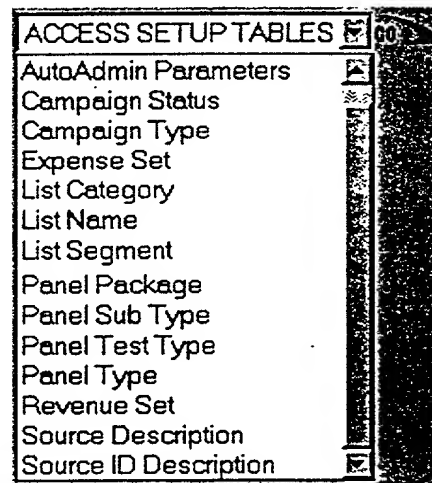 ACCESS SETUP TABLES GO
AutoAdmin Parameters
Campaign Status
Campaign Type
Expense Set
List Category
List Name
List Segment
Panel Package
Panel Sub Type
Panel Test Type
Panel Type
Revenue Set
Source Description
Source ID Description